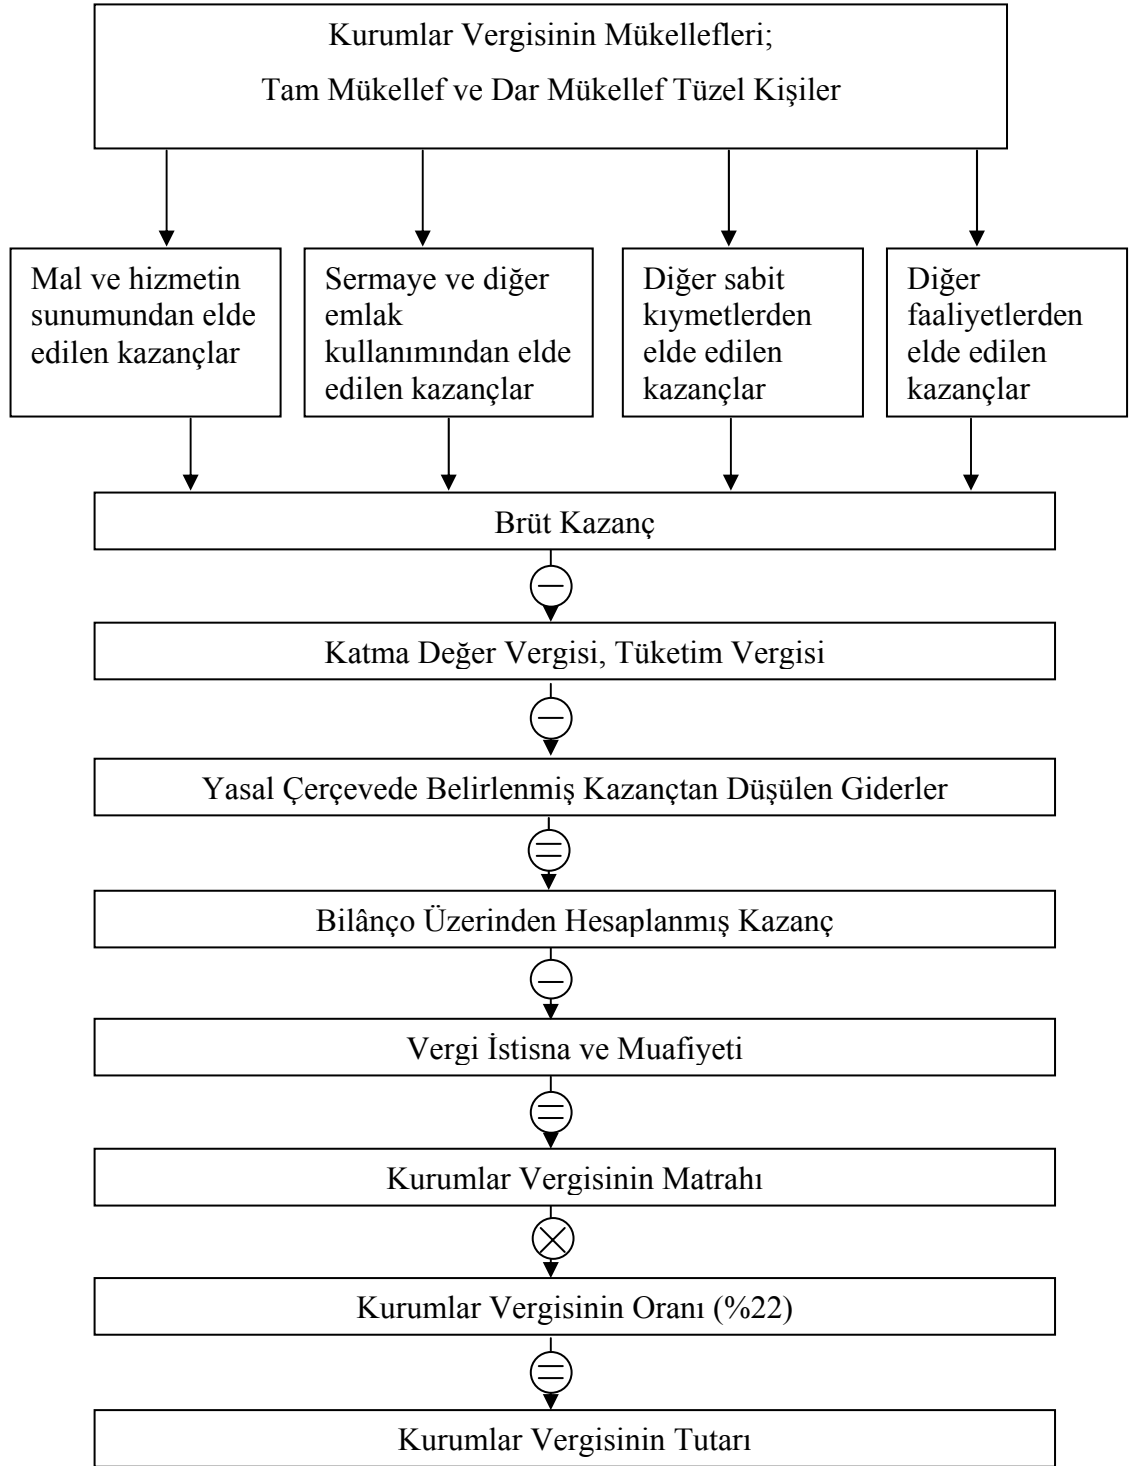 Kurumlar Vergisinin Mükellefleri;
Tam Mükellef ve Dar Mükellef Tüzel Kişiler
Mal ve hizmetin
sunumundan elde
edilen kazançlar
Sermaye ve diğer
emlak
kullanımından elde
edilen kazançlar
Diğer sabit
kıymetlerden
elde edilen
kazançlar
Diğer
faaliyetlerden
elde edilen
kazançlar
Brüt Kazanç
Katma Değer Vergisi, Tüketim Vergisi
Yasal Çerçevede Belirlenmiş Kazançtan Düşülen Giderler
Bilânço Üzerinden Hesaplanmış Kazanç
Vergi İstisna ve Muafiyeti
Kurumlar Vergisinin Matrahı
Kurumlar Vergisinin Oranı (%22)
Kurumlar Vergisinin Tutarı